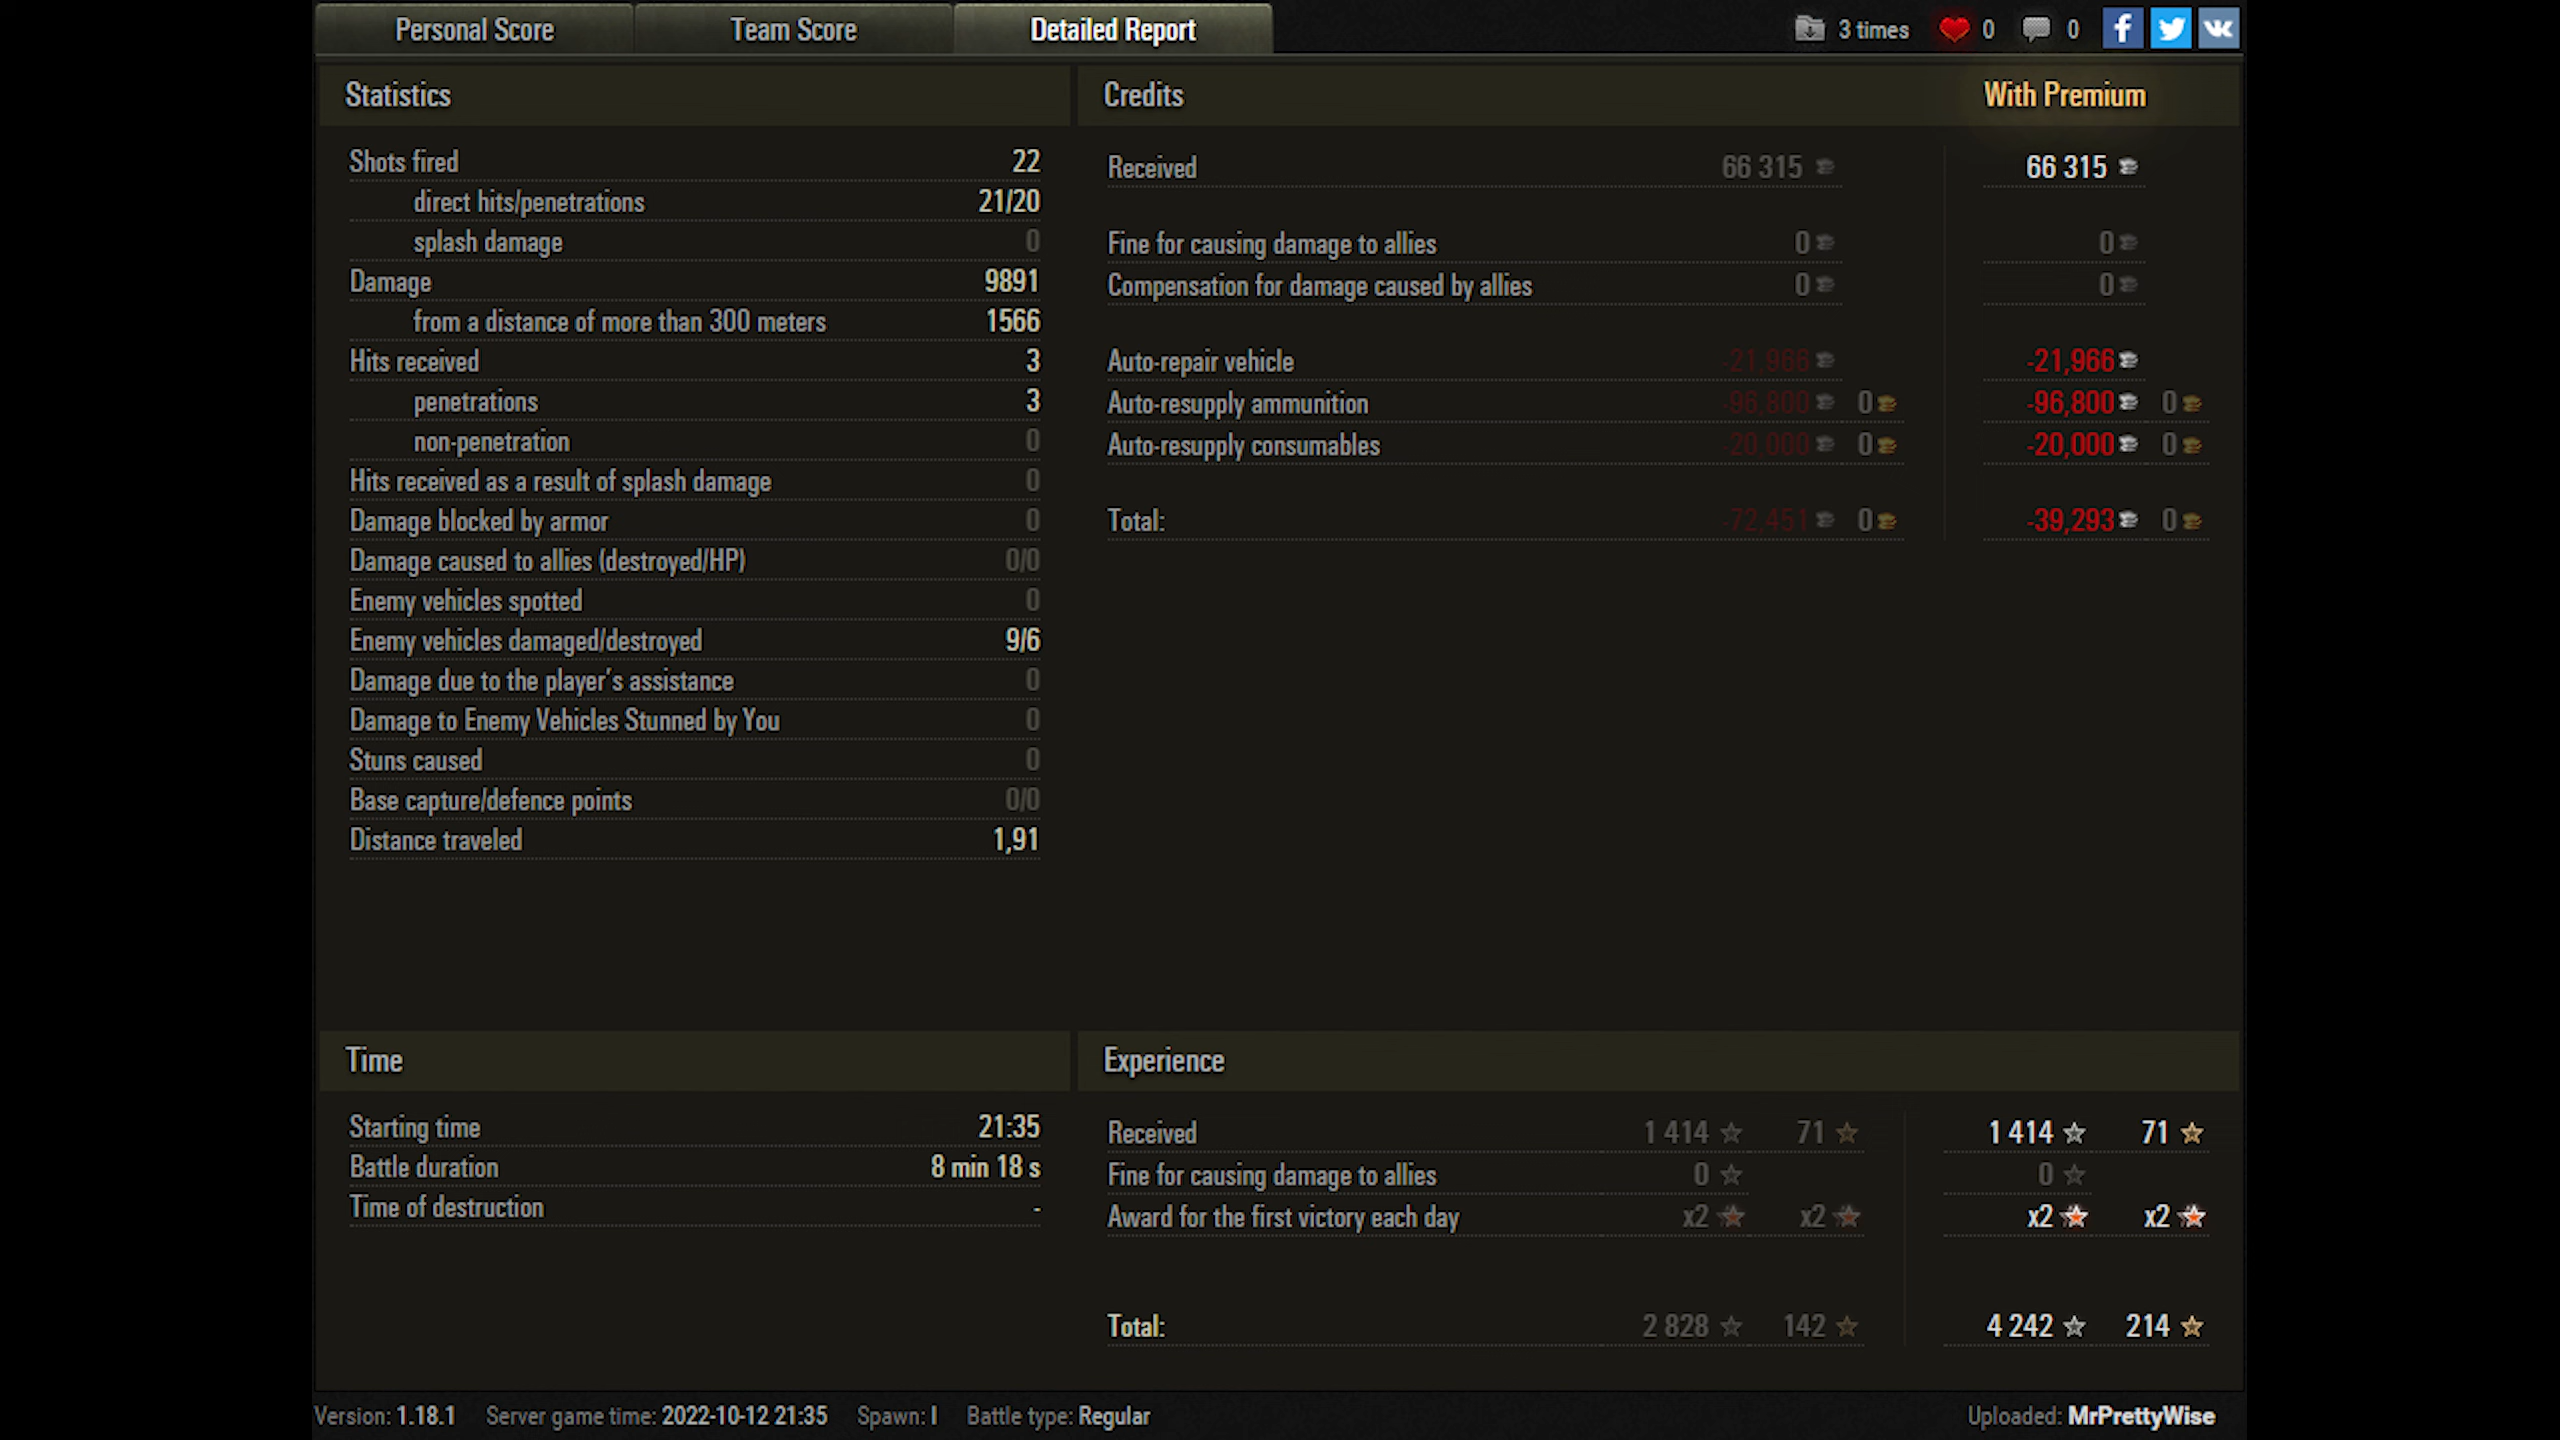 Personal Score Team Score Detailed Report 3 times 0 0
Statistics
Shots fired 22
direct hits/penetrations 21/20
splash damage 0
Damage 9891
from a distance of more than 300 meters 1566
Hits received 3
penetrations 3
non-penetration 0
Hits received as a result of splash damage 0
Damage blocked by armor 0
Damage caused to allies (destroyed/HP) 0/0
Enemy vehicles spotted 0
Enemy vehicles damaged/destroyed 9/6
Damage due to the player's assistance 0
Damage to Enemy Vehicles Stunned by You 0
Stuns caused 0
Base capture/defence points 0/0
Distance traveled 1,91
Credits With Premium
Received 66 315 66 315
Fine for causing damage to allies 0 0
Compensation for damage caused by allies 0 0
Auto-repair vehicle -21,966 -21,966
Auto-resupply ammunition -96,800 0 -96,800 0
Auto-resupply consumables -20,000 0 -20,000 0
Total: -72,451 0 -39,293 0
Time
Starting time 21:35
Battle duration 8 min 18 s
Time of destruction -
Experience
Received 1 414 71 1 414 71
Fine for causing damage to allies 0 0
Award for the first victory each day x2 x2 x2 x2
Total: 2 828 142 4 242 214
Version: 1.18.1 Server game time: 2022-10-12 21:35 Spawn: I Battle type: Regular Uploaded: MrPrettyWise